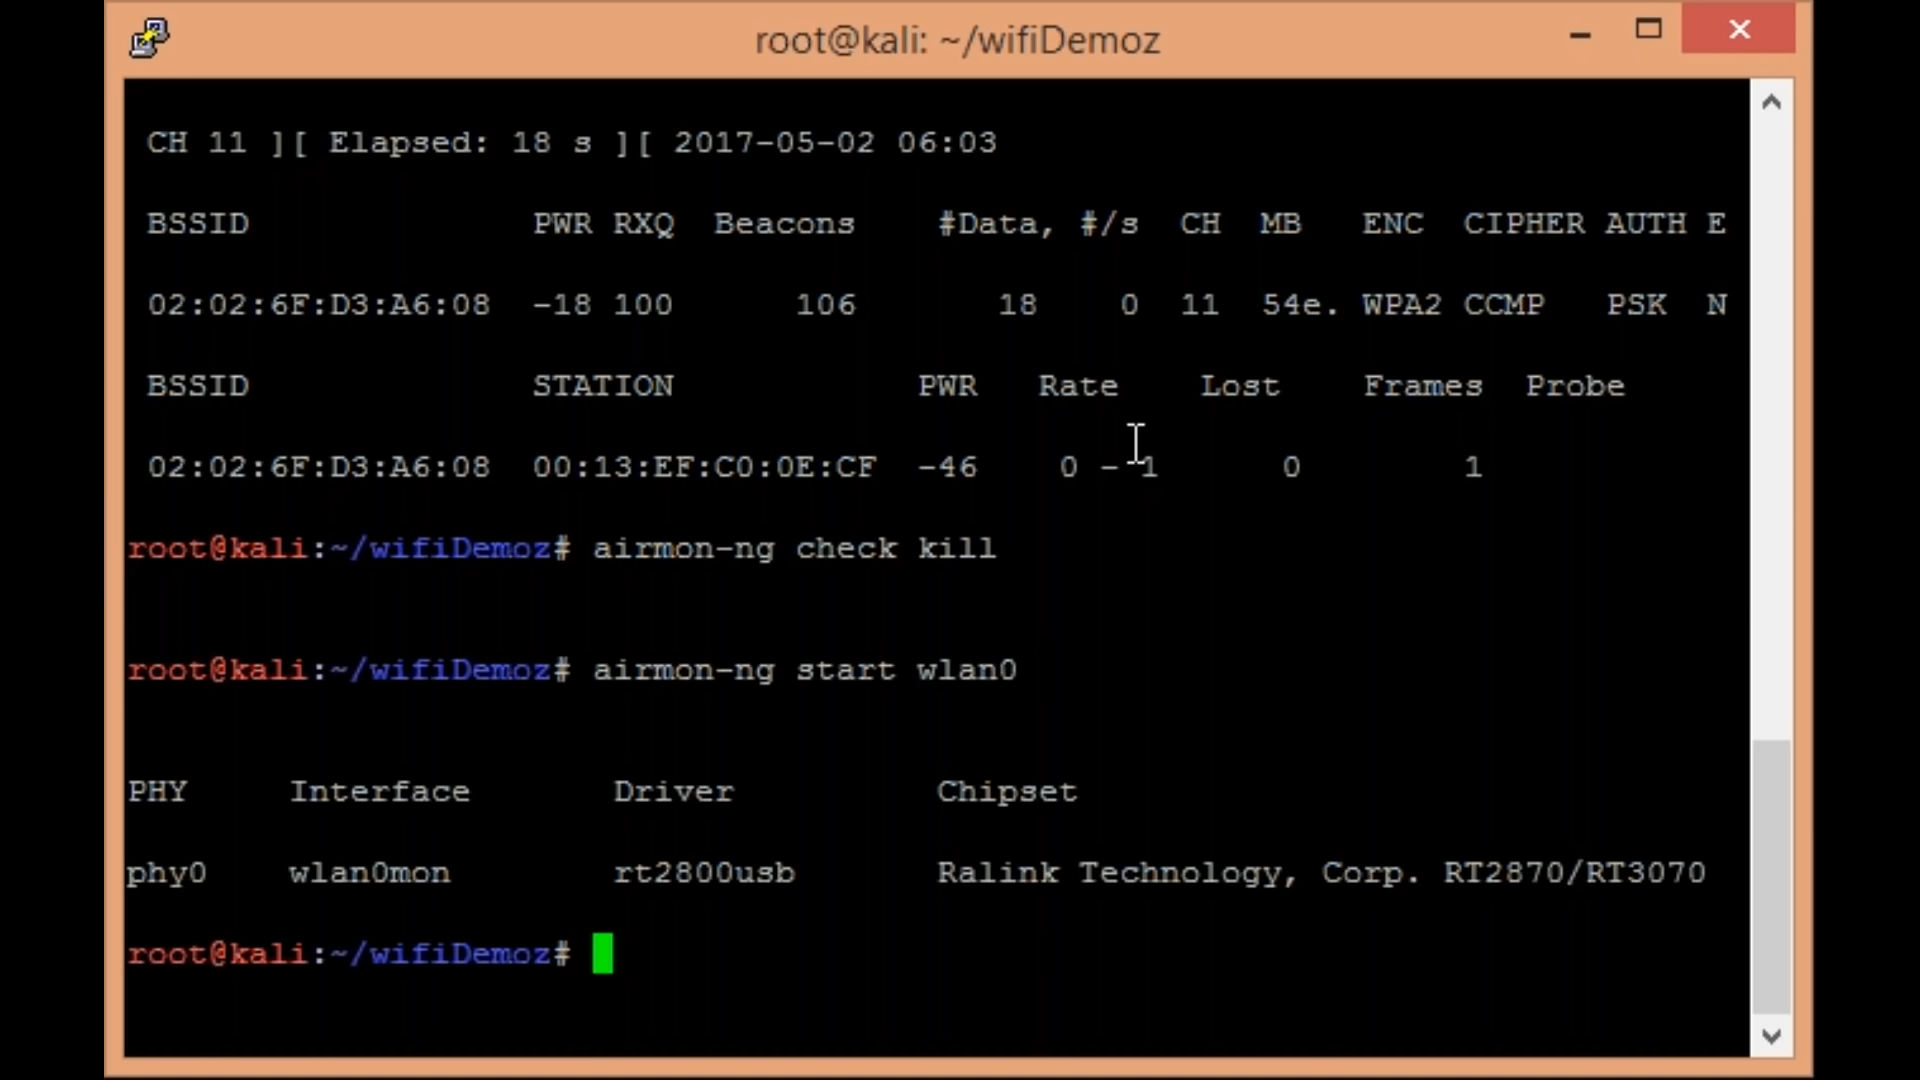 root@kali: ~/wifiDemoz
CH 11 ][ Elapsed: 18 s ][ 2017-05-02 06:03
BSSID PWR RXQ Beacons #Data, #/s CH MB ENC CIPHER AUTH E
02:02:6F:D3:A6:08 -18 100 106 18 0 11 54e. WPA2 CCMP PSK N
BSSID STATION PWR Rate Lost Frames Probe
02:02:6F:D3:A6:08 00:13:EF:C0:0E:CF -46 0 - 1 0 1
root@kali:~/wifiDemoz# airmon-ng check kill
root@kali:~/wifiDemoz# airmon-ng start wlan0
PHY Interface Driver Chipset
phy0 wlan0mon rt2800usb Ralink Technology, Corp. RT2870/RT3070
root@kali:~/wifiDemoz#